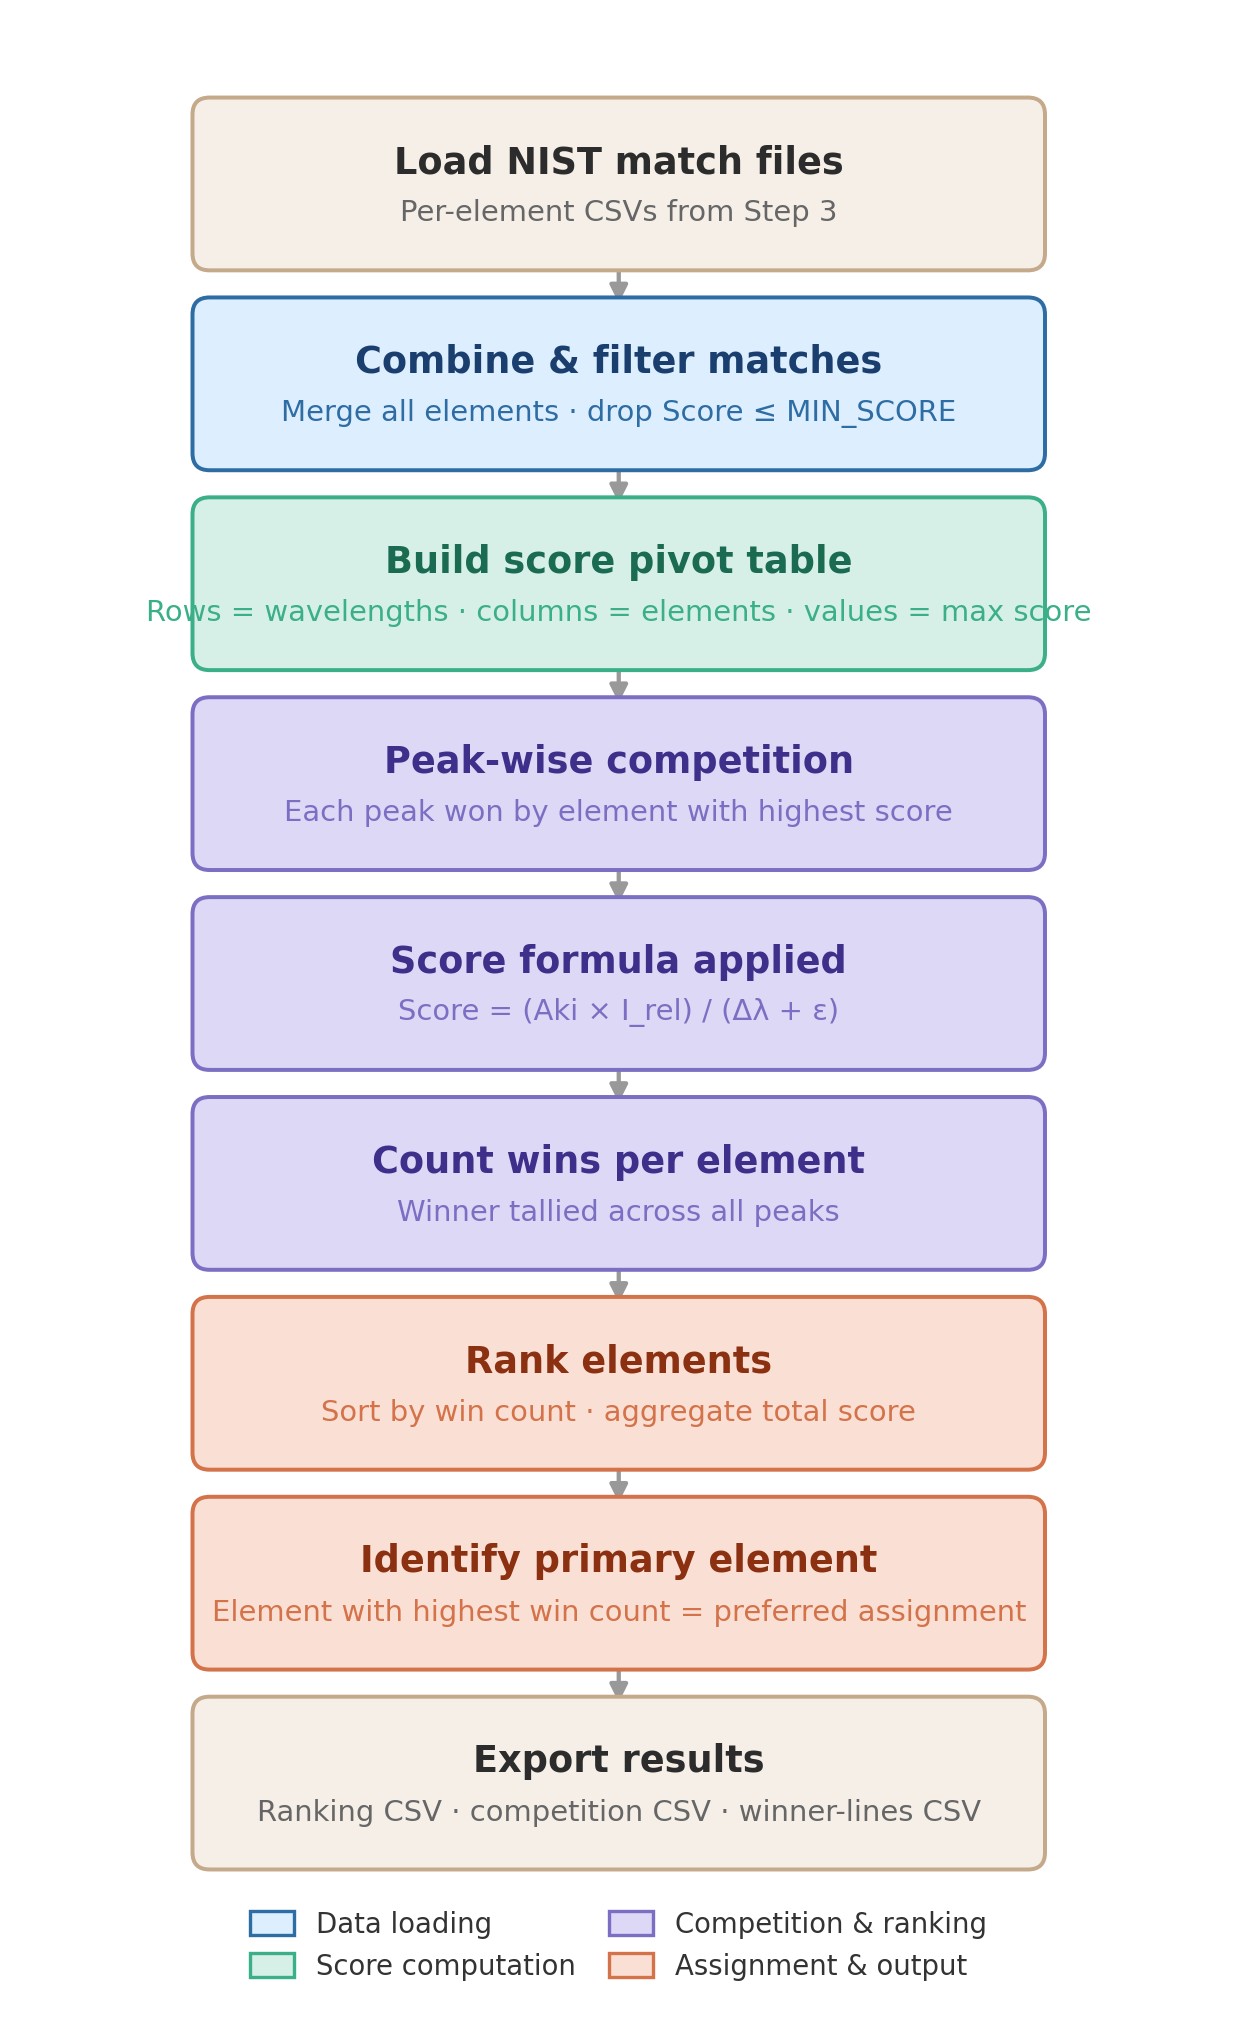 Load NIST match files
Per-element CSVs from Step 3
Combine & filter matches
Merge all elements · drop Score ≤ MIN_SCORE
Build score pivot table
Rows = wavelengths · columns = elements · values = max score
Peak-wise competition
Each peak won by element with highest score
Score formula applied
Score = (Aki × I_rel) / (Δλ + ε)
Count wins per element
Winner tallied across all peaks
Rank elements
Sort by win count · aggregate total score
Identify primary element
Element with highest win count = preferred assignment
Export results
Ranking CSV · competition CSV · winner-lines CSV
Data loading
Score computation
Competition & ranking
Assignment & output